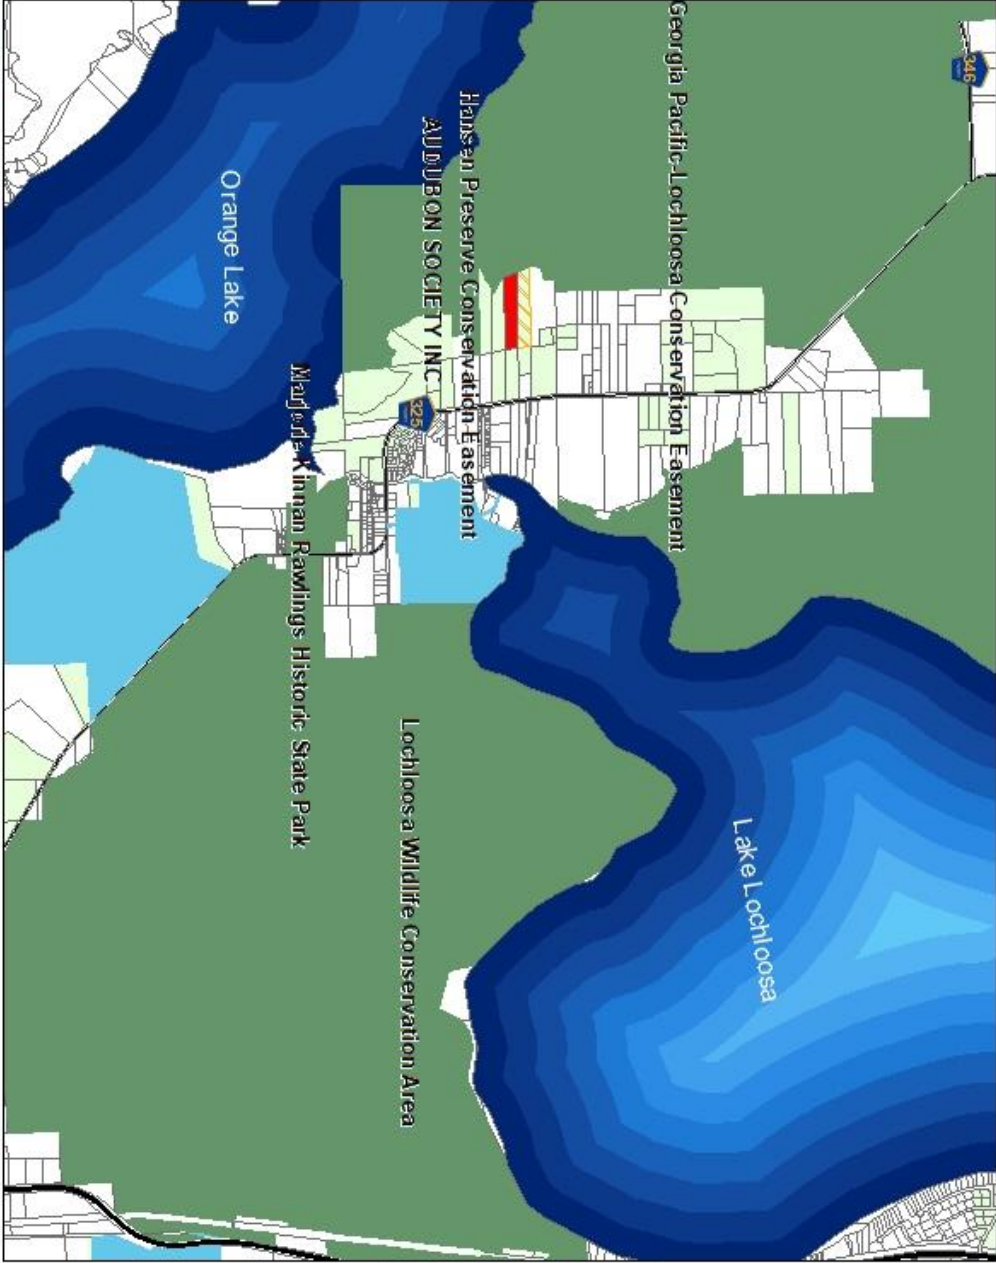 346
Georgia Pacific-Lochloosa Conservation Easement
Lake Lochloosa
Hansen Preserve Conservation Easement
AUDUBON SOCIETY INC
325
Lochloosa Wildlife Conservation Area
Marjorie Kinnan Rawlings Historic State Park
Orange Lake